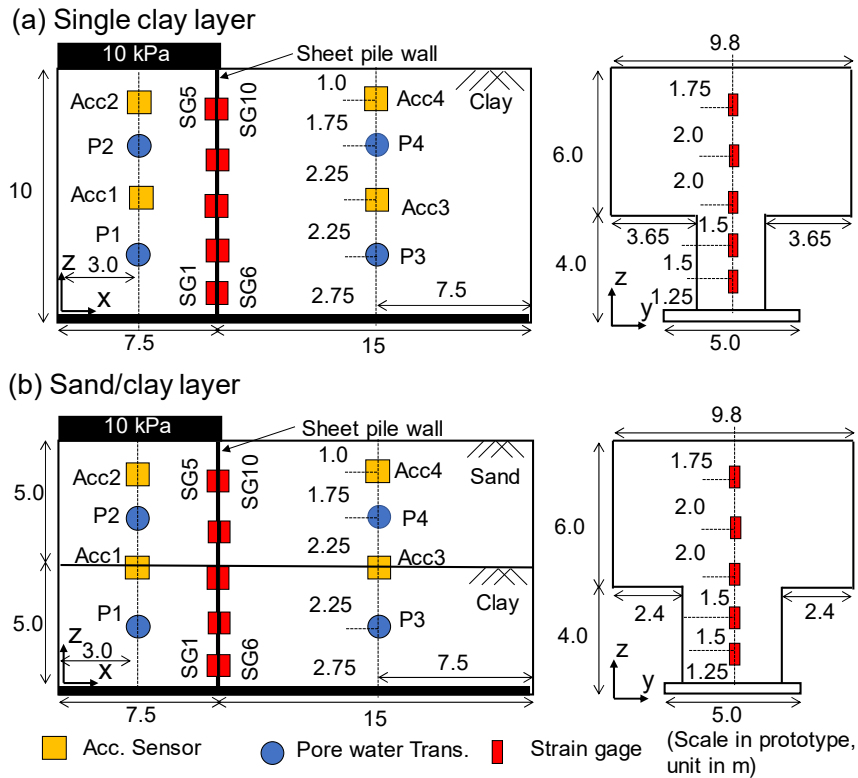 (a) Single clay layer
10 kPa
Sheet pile wall
Acc2
SG5
SG10
1.0
Acc4
Clay
P2
1.75
P4
10
2.25
Acc1
Acc3
P1
2.25
P3
3.0
z
x
SG1
SG6
2.75
7.5
7.5
15
9.8
1.75
6.0
2.0
2.0
3.65
1.5
3.65
4.0
1.5
z
1.25
y
5.0
(b) Sand/clay layer
10 kPa
Sheet pile wall
Acc2
SG5
SG10
1.0
Acc4
Sand
5.0
P2
1.75
P4
2.25
Acc1
Acc3
Clay
5.0
P1
2.25
P3
3.0
z
x
SG1
SG6
2.75
7.5
7.5
15
9.8
1.75
6.0
2.0
2.0
2.4
1.5
2.4
4.0
1.5
z
1.25
y
5.0
Acc. Sensor
Pore water Trans.
Strain gage
(Scale in prototype,
unit in m)